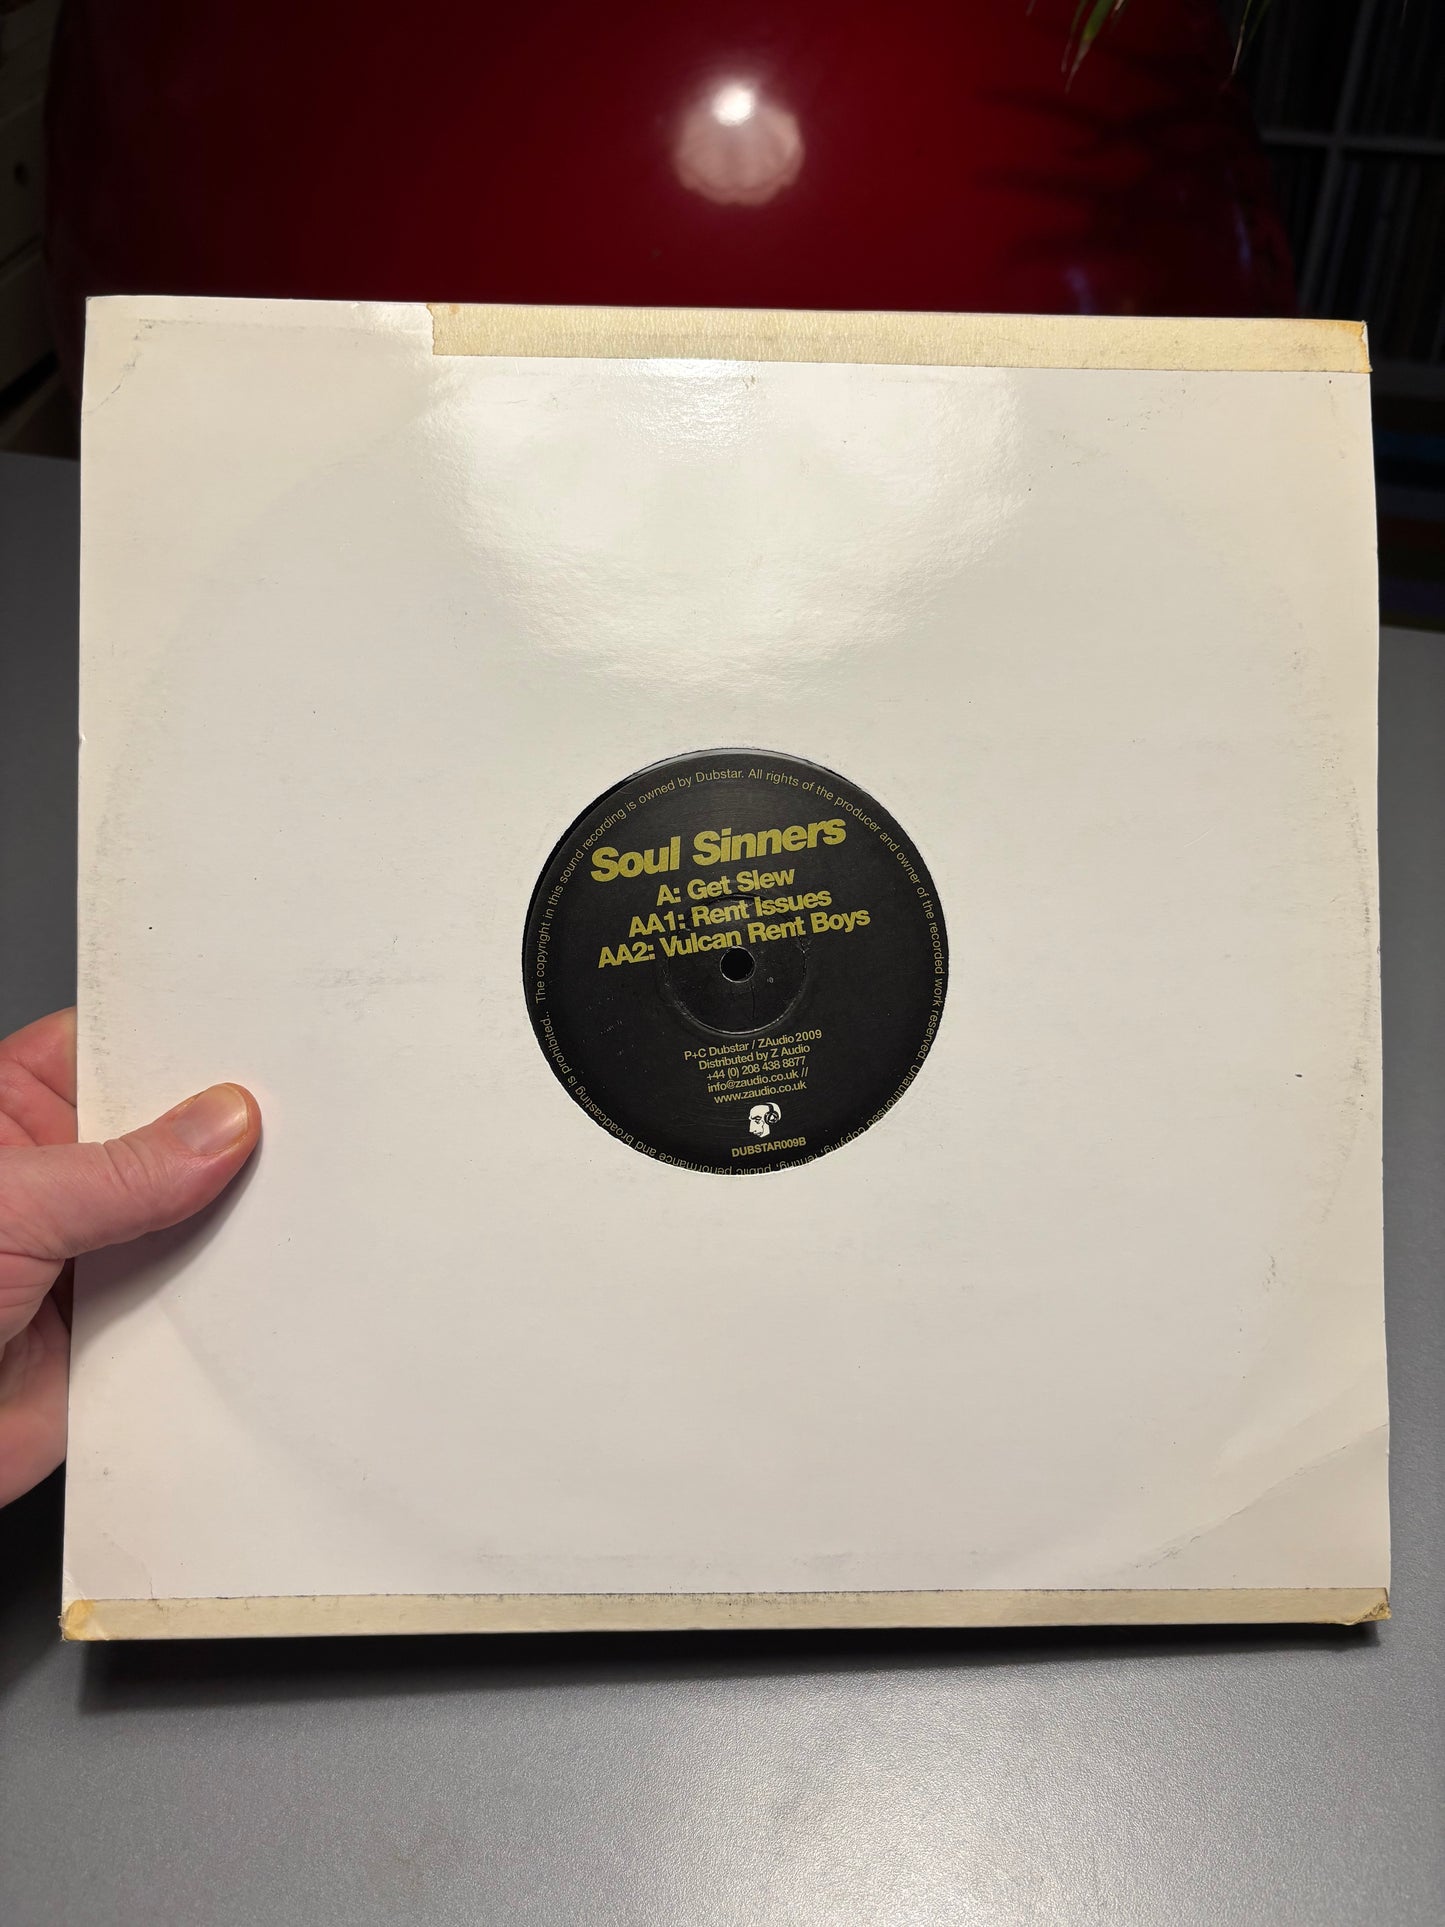 The copyright in this sound recording is owned by Dubstar. All rights of the producer and owner of the recorded work reserved. Unauthorised copying, renting, public performance and broadcasting is prohibited..
Soul Sinners
A: Get Slew
AA1: Rent Issues
AA2: Vulcan Rent Boys
P+C Dubstar / ZAudio 2009
Distributed by Z Audio
+44 (0) 208 438 8877
info@zaudio.co.uk //
www.zaudio.co.uk
DUBSTAR009B